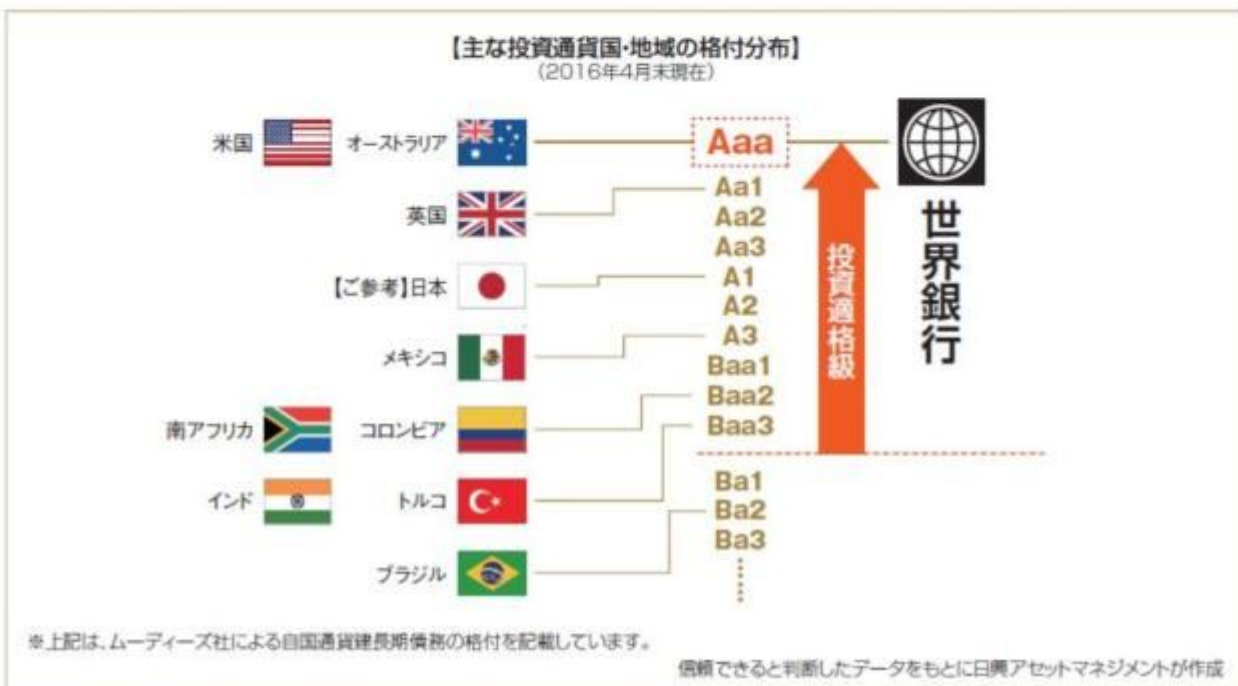 【主な投資通貨国・地域の格付分布】
（2016年4月末現在）
米国 オーストラリア Aaa
Aa1
英国 Aa2
Aa3
【ご参考】日本 A1
A2
メキシコ A3
Baa1
Baa2
南アフリカ コロンビア Baa3
Ba1
インド トルコ Ba2
Ba3
ブラジル
投資適格級
世界銀行
※上記は、ムーディーズ社による自国通貨建長期債務の格付を記載しています。
信頼できると判断したデータをもとに日興アセットマネジメントが作成